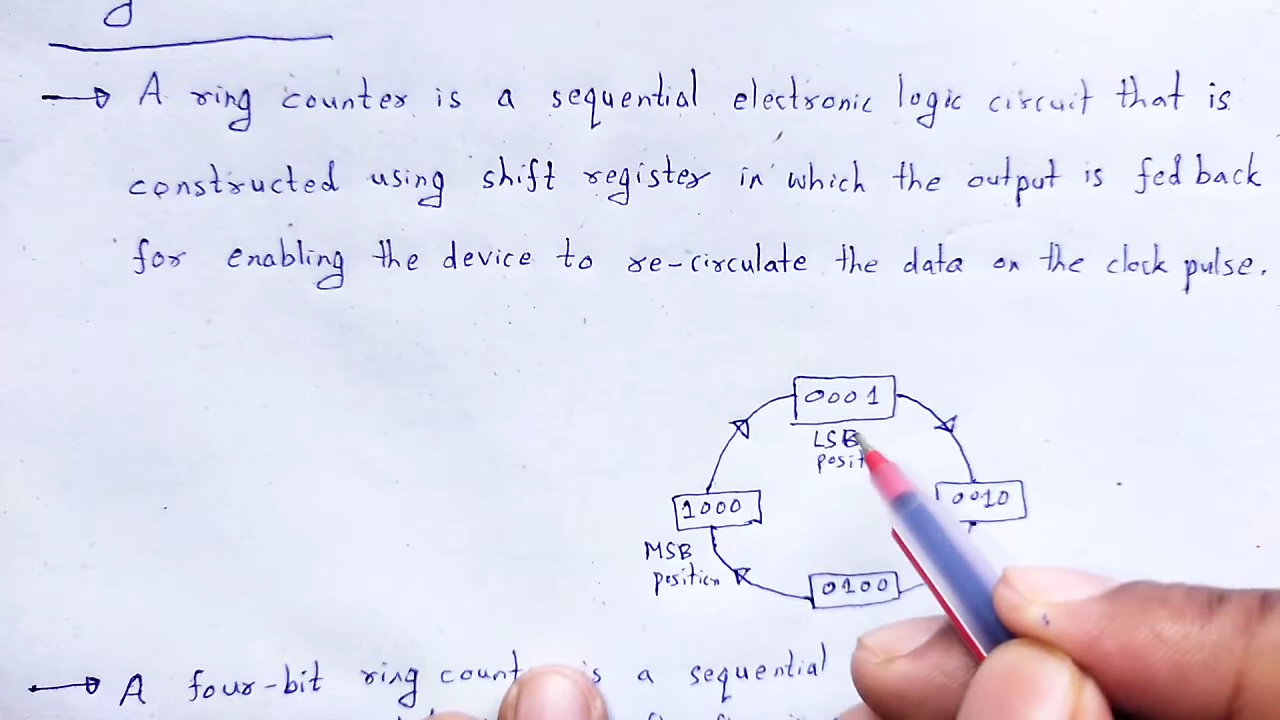 → A ring counter is a sequential electronic logic circuit that is
constructed using shift register in which the output is fed back
for enabling the device to re-circulate the data on the clock pulse.
0001
LSB
1000
0010
MSB
position
0100
→ A four-bit ring is a sequential